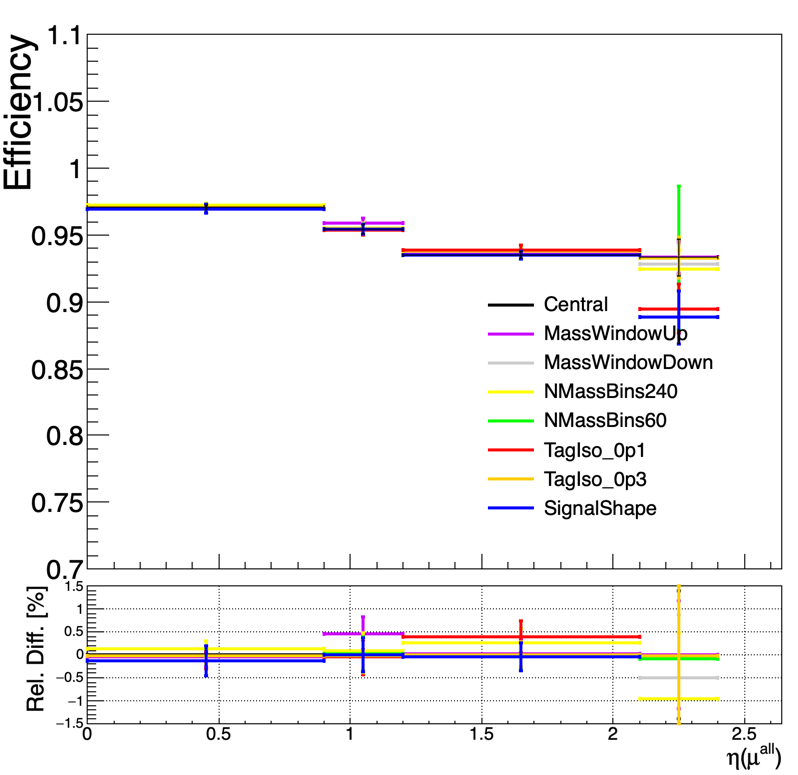 Efficiency
1.1
1.05
1
0.95
0.9
0.85
0.8
0.75
0.7
Central
MassWindowUp
MassWindowDown
NMassBins240
NMassBins60
TagIso_0p1
TagIso_0p3
SignalShape
Rel. Diff. [%]
1.5
1
0.5
0
−0.5
−1
−1.5
0 0.5 1 1.5 2 2.5
η(μ^all)